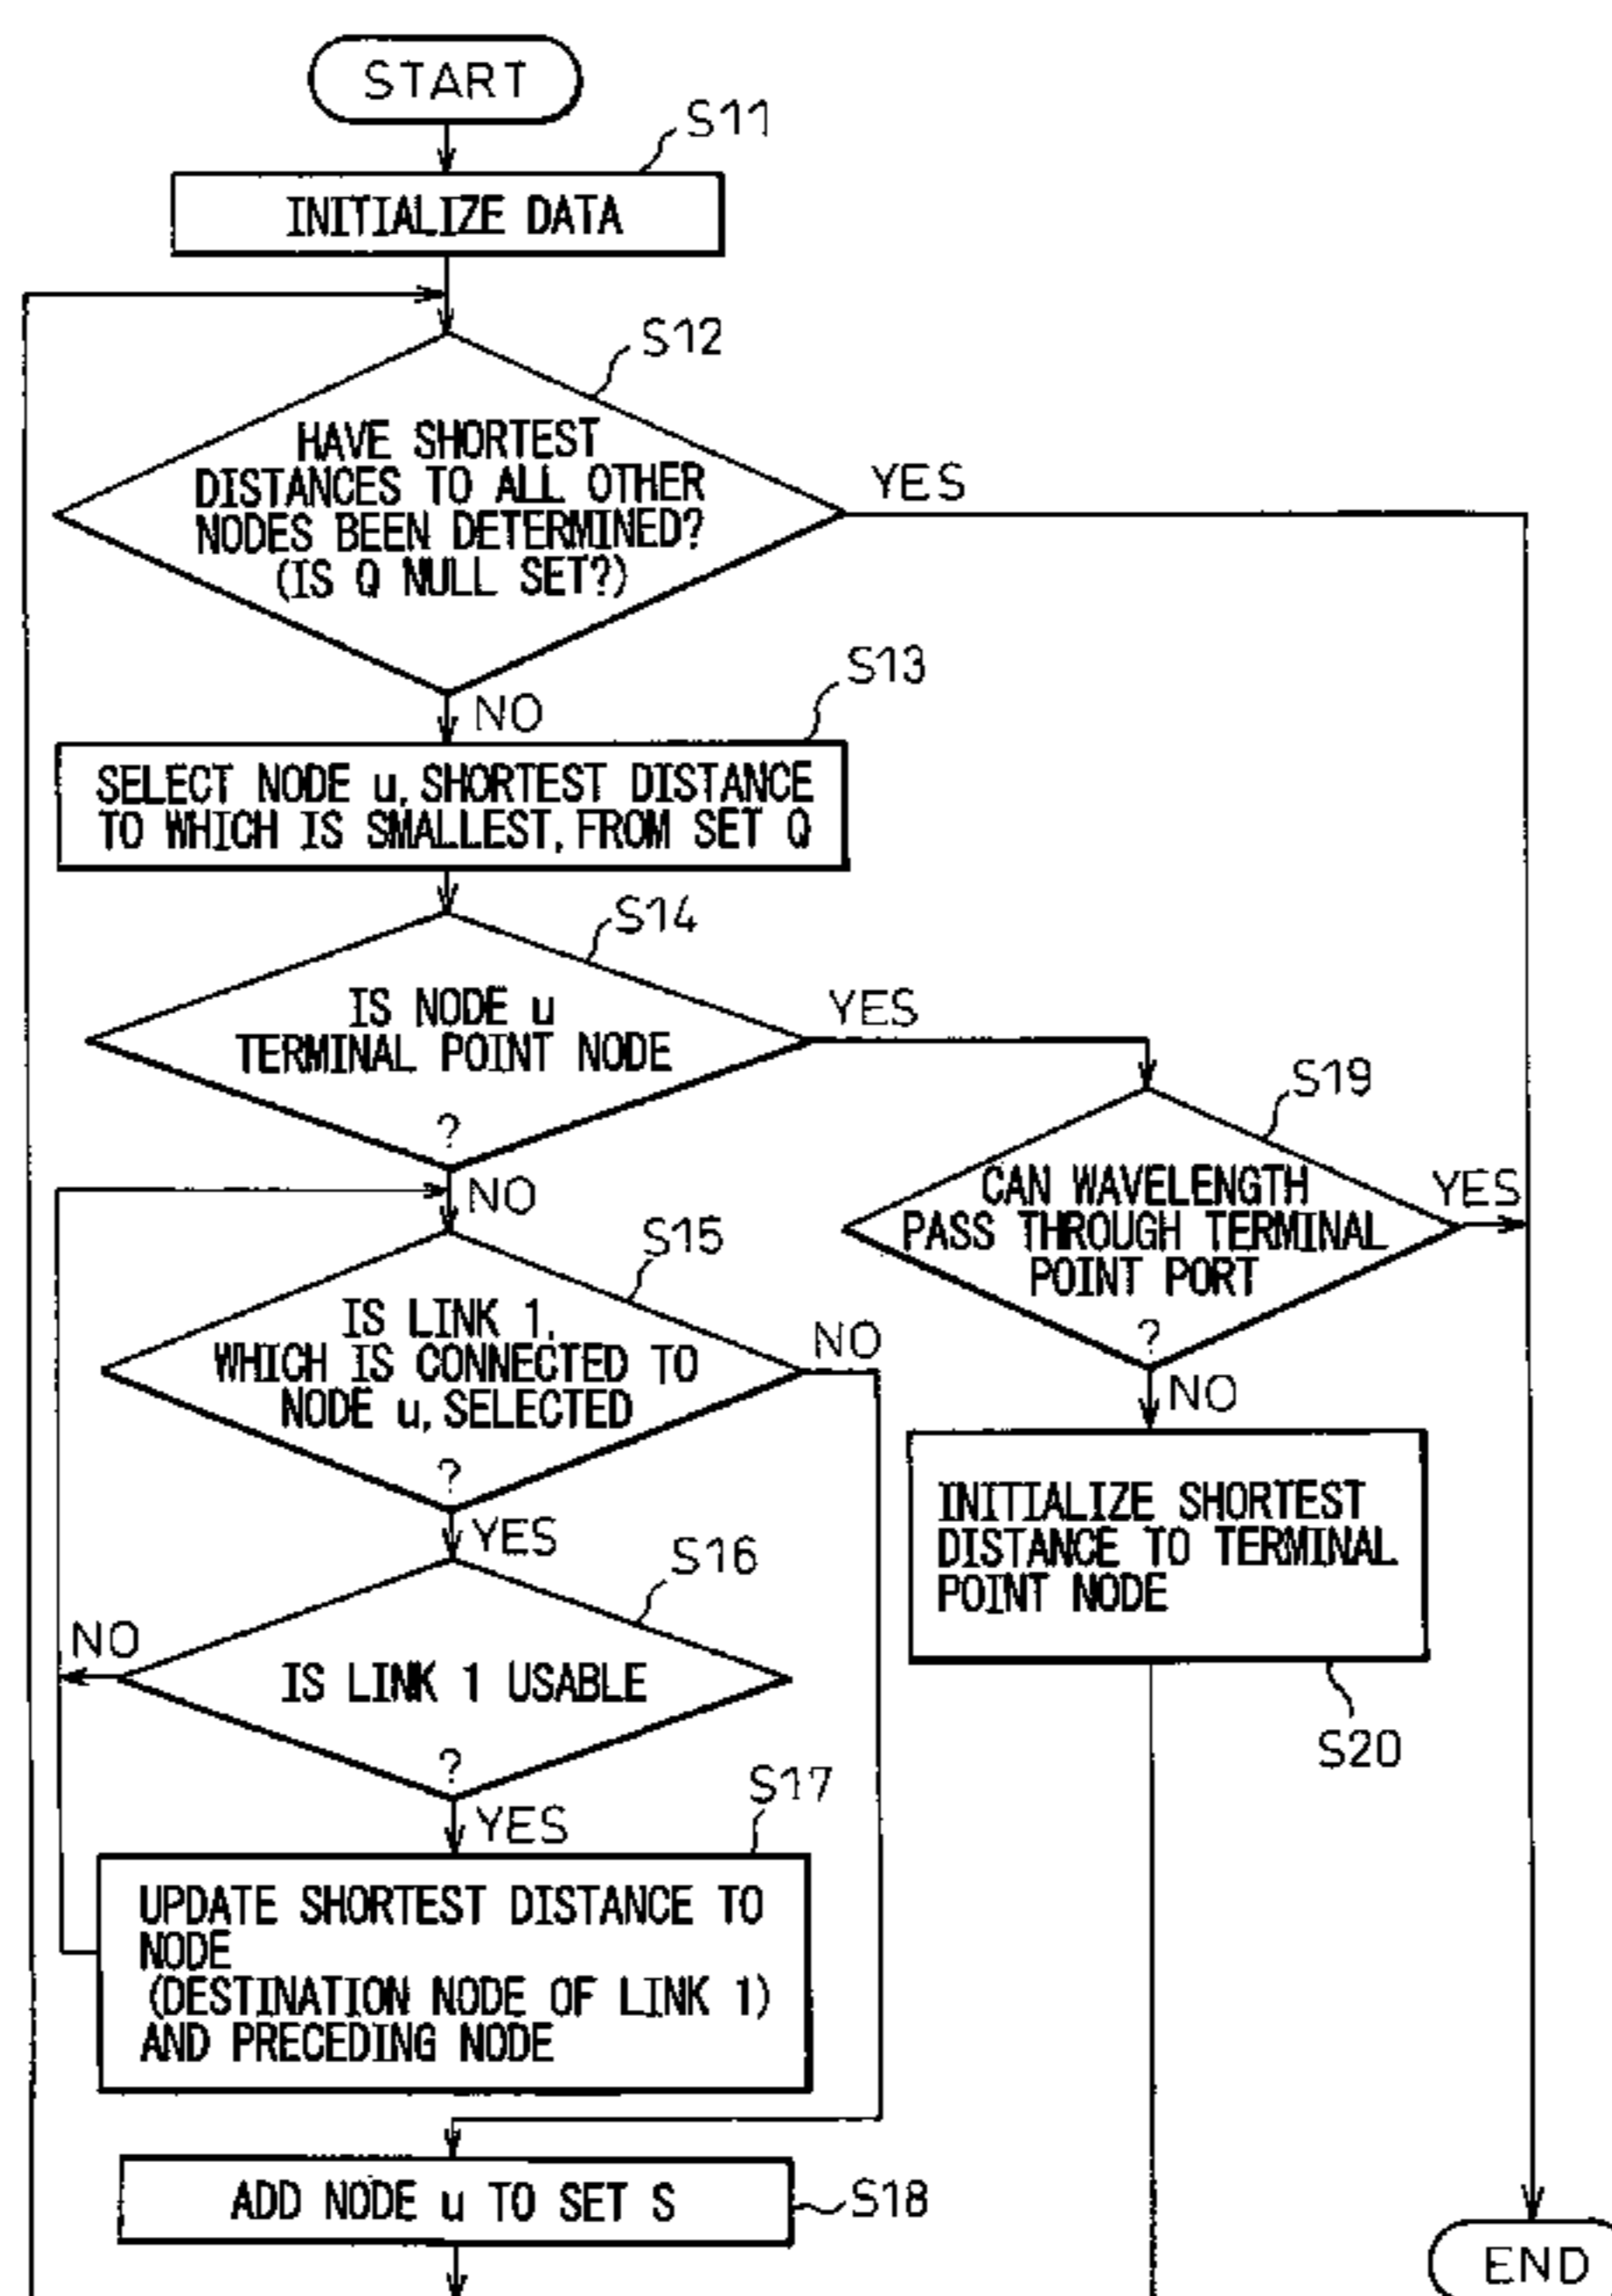 START
S11
INITIALIZE DATA
S12
HAVE SHORTEST
DISTANCES TO ALL OTHER
NODES BEEN DETERMINED?
(IS Q NULL SET?)
YES
NO
S13
SELECT NODE u, SHORTEST DISTANCE
TO WHICH IS SMALLEST, FROM SET Q
S14
IS NODE u
TERMINAL POINT NODE
?
YES
NO
S19
CAN WAVELENGTH
PASS THROUGH TERMINAL
POINT PORT
?
YES
NO
S15
IS LINK 1,
WHICH IS CONNECTED TO
NODE u, SELECTED
?
NO
YES
INITIALIZE SHORTEST
DISTANCE TO TERMINAL
POINT NODE
S20
S16
IS LINK 1 USABLE
?
NO
YES
S17
UPDATE SHORTEST DISTANCE TO
NODE
(DESTINATION NODE OF LINK 1)
AND PRECEDING NODE
ADD NODE u TO SET S
S18
END